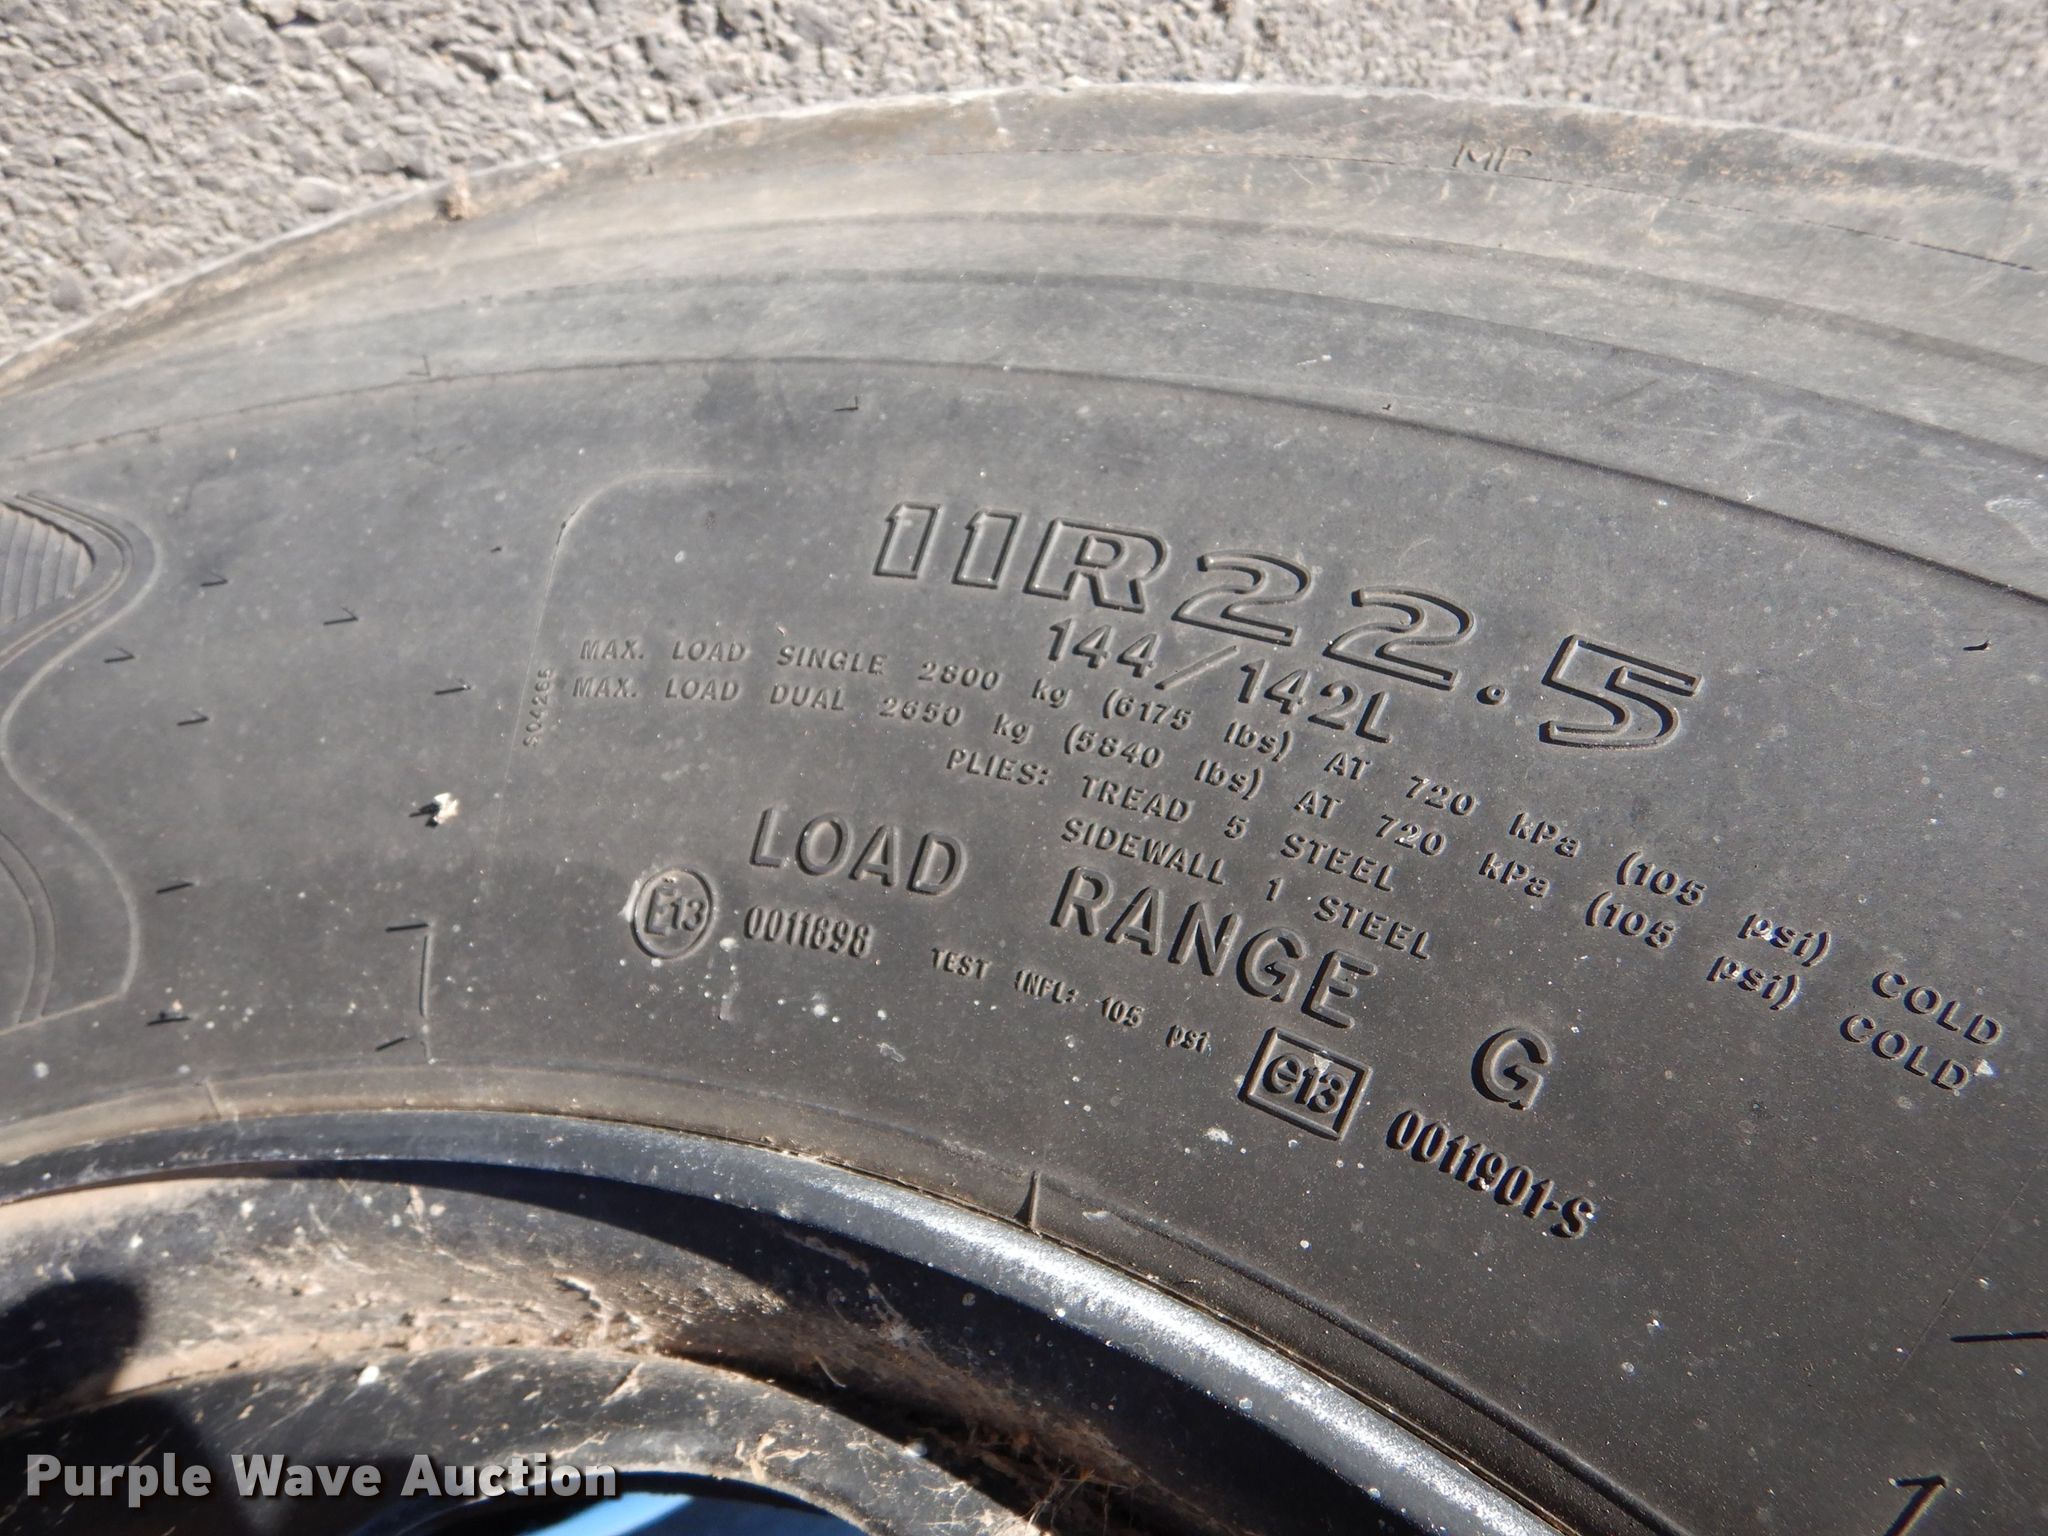 MP
11R22.5
144/142L
MAX. LOAD SINGLE 2800 kg (6175 lbs) AT 720 kPa (105 psi) COLD
MAX. LOAD DUAL 2650 kg (5840 lbs) AT 720 kPa (105 psi) COLD
S04265
PLIES: TREAD 5 STEEL
SIDEWALL 1 STEEL
LOAD RANGE G
E13 0011898 TEST INFL: 105 psi e13 0011901-S
1
Purple Wave Auction